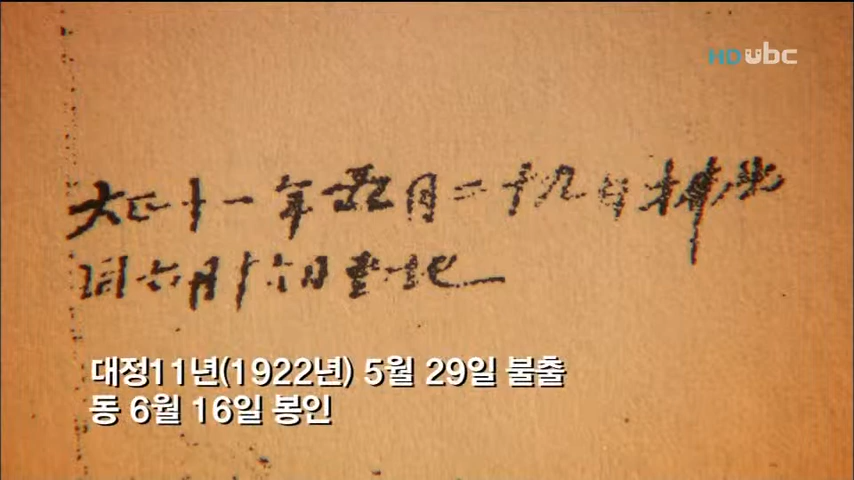 HD ubc
大正十一年五月二十九日拂出
同六月十六日
대정11년(1922년) 5월 29일 불출
동 6월 16일 봉인